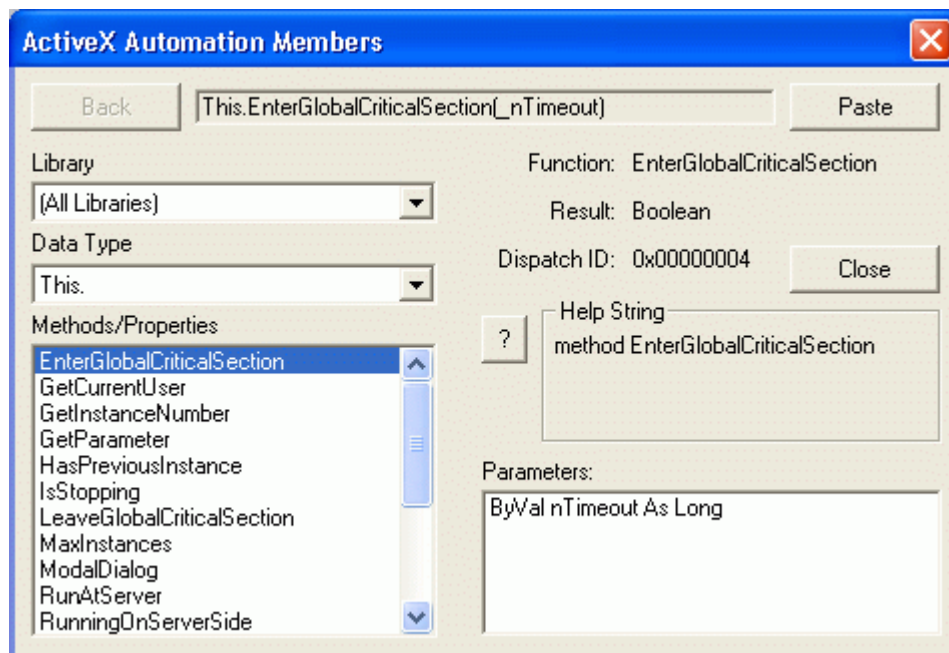 ActiveX Automation Members
Back
This.EnterGlobalCriticalSection(_nTimeout)
Paste
Library
(All Libraries)
Data Type
This.
Methods/Properties
EnterGlobalCriticalSection
GetCurrentUser
GetInstanceNumber
GetParameter
HasPreviousInstance
IsStopping
LeaveGlobalCriticalSection
MaxInstances
ModalDialog
RunAtServer
RunningOnServerSide
Function: EnterGlobalCriticalSection
Result: Boolean
Dispatch ID: 0x00000004
Close
?
Help String
method EnterGlobalCriticalSection
Parameters:
ByVal nTimeout As Long